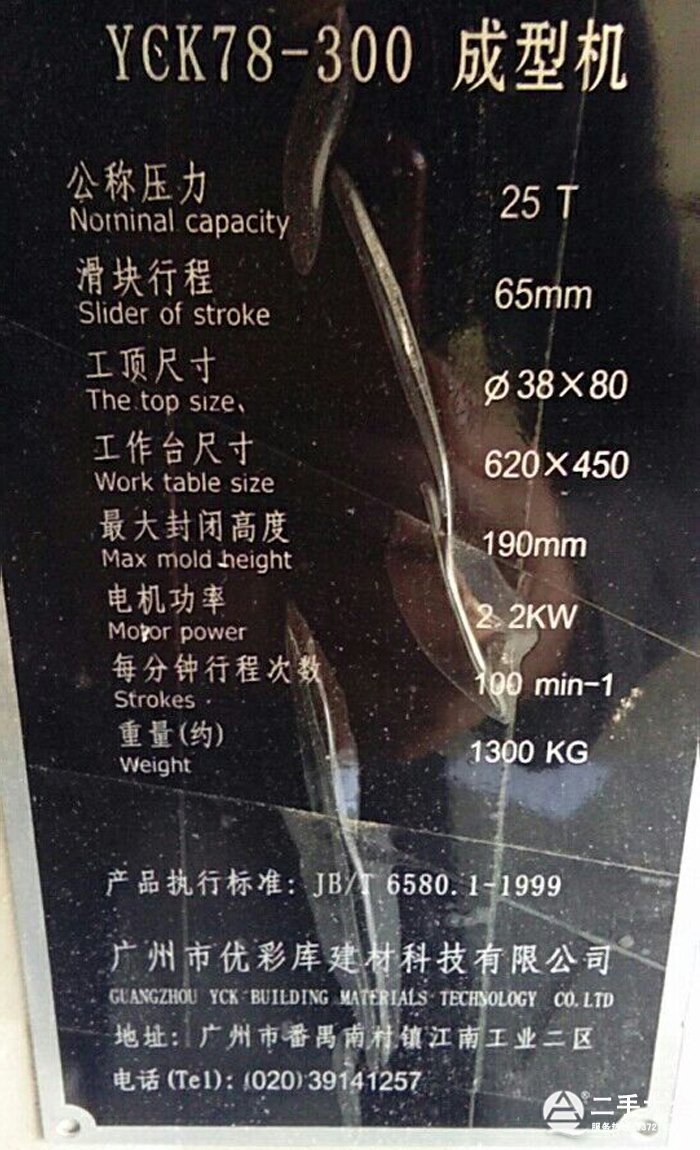 YCK78-300 成型机
公称压力
Nominal capacity
25 T
滑块行程
Slider of stroke
65mm
工顶尺寸
The top size、
ø38×80
工作台尺寸
Work table size
620×450
最大封闭高度
Max mold height
190mm
电机功率
Motor power
2.2KW
每分钟行程次数
Strokes
100 min-1
重量(约)
Weight
1300 KG
产品执行标准: JB/T 6580.1-1999
广州市优彩库建材科技有限公司
GUANGZHOU YCK BUILDING MATERIALS TECHNOLOGY CO.LTD
地址: 广州市番禺南村镇江南工业二区
电话(Tel): (020)39141257
二手